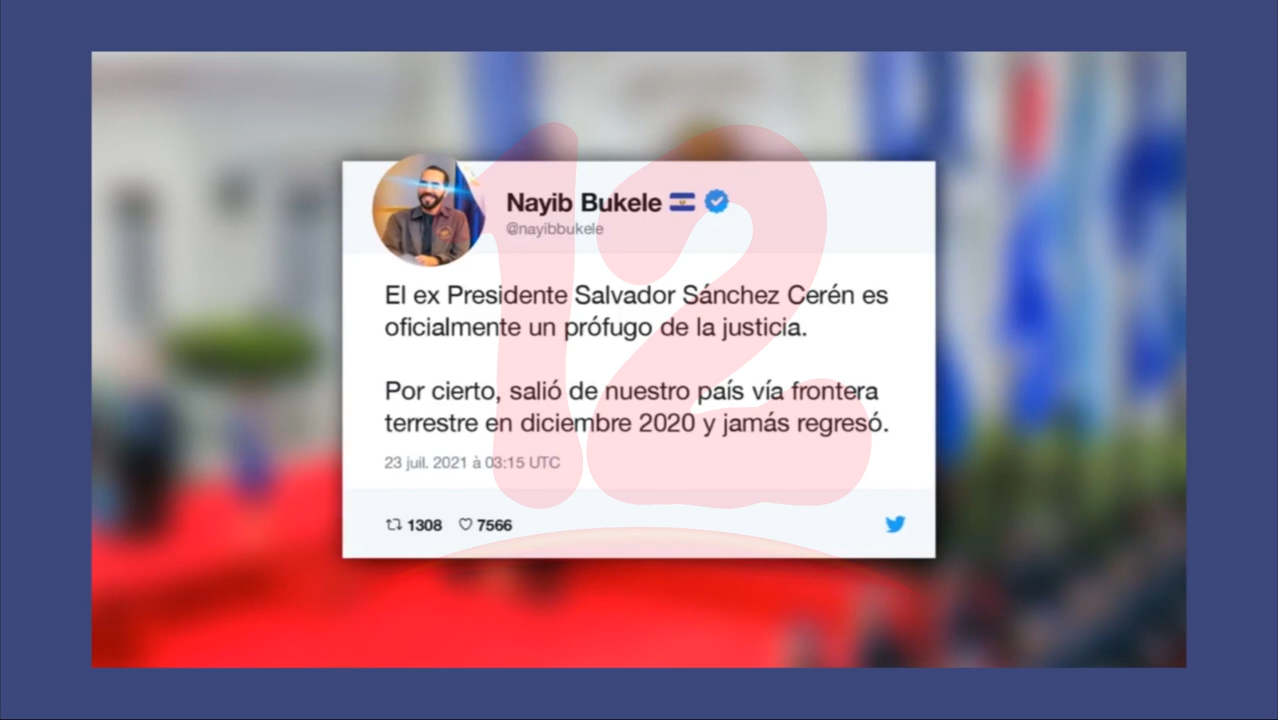 12
Nayib Bukele
@nayibbukele
El ex Presidente Salvador Sánchez Cerén es
oficialmente un prófugo de la justicia.
Por cierto, salió de nuestro país vía frontera
terrestre en diciembre 2020 y jamás regresó.
23 juil. 2021 à 03:15 UTC
1308 7566